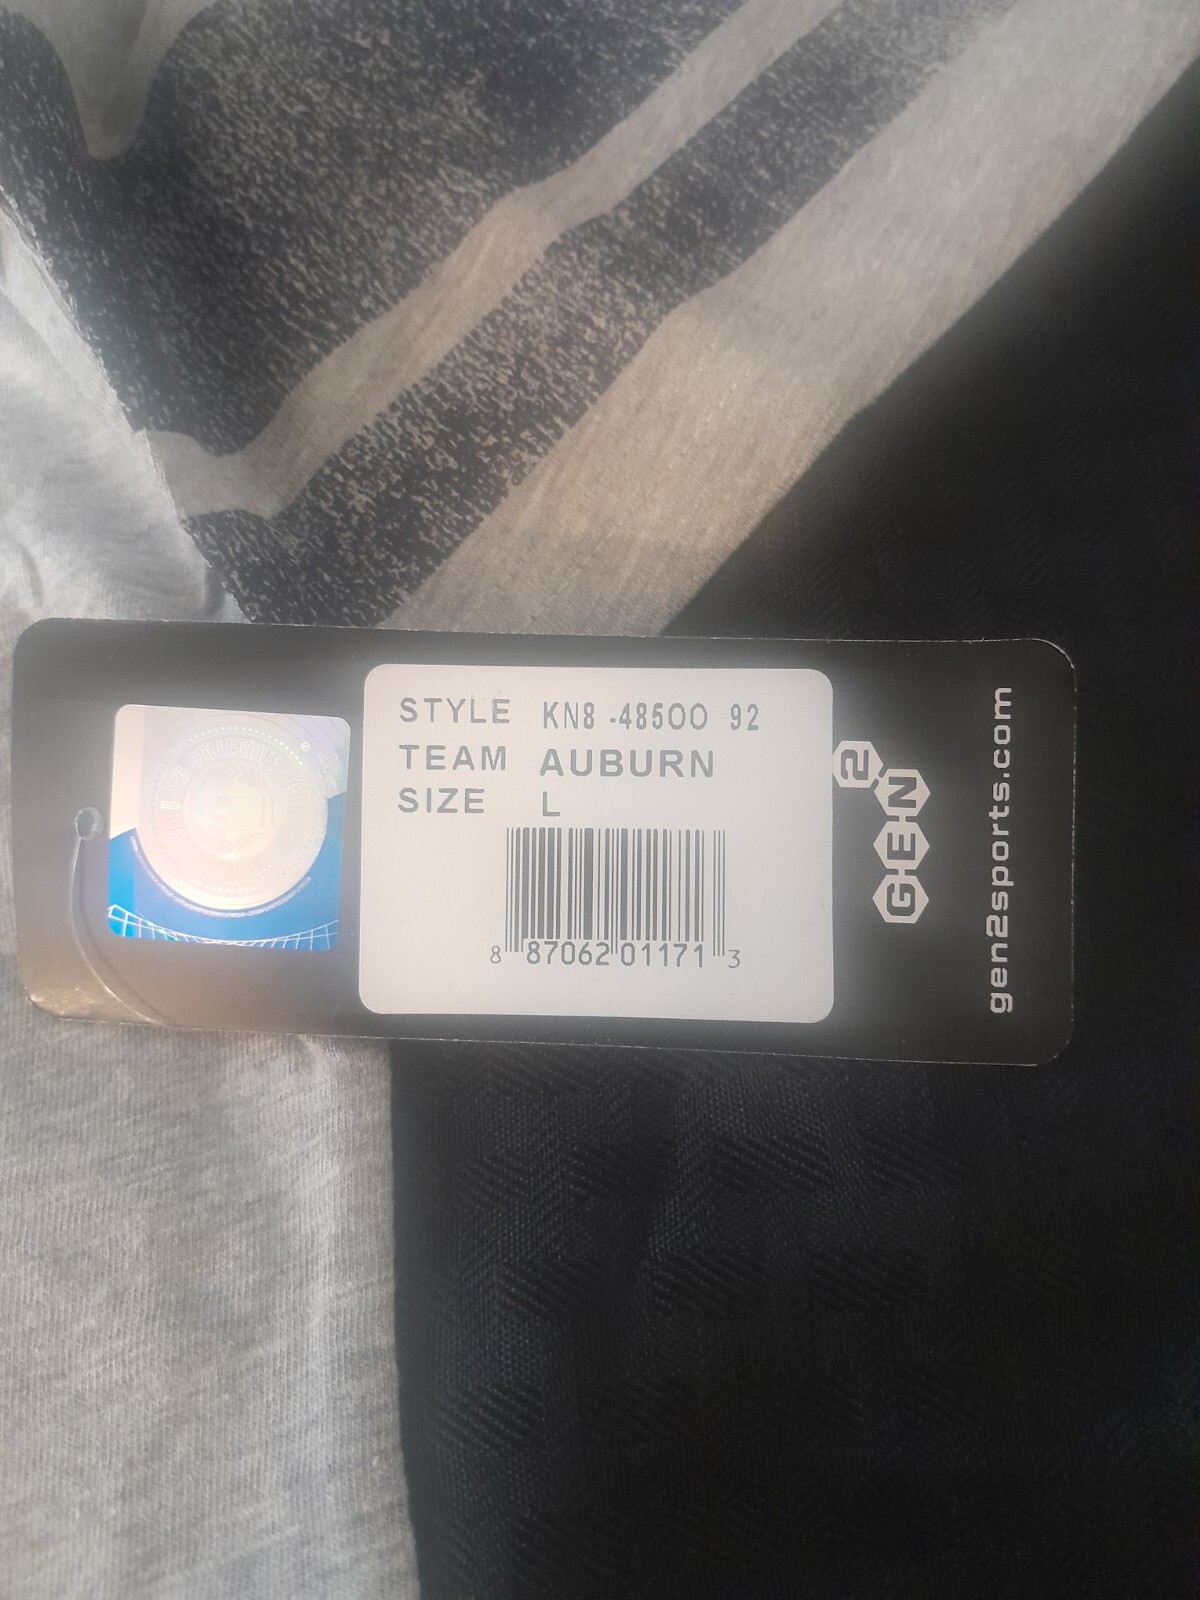 STYLE KN8 -48500 92
TEAM AUBURN
SIZE L
8 87062 01171 3
GEN2
gen2sports.com